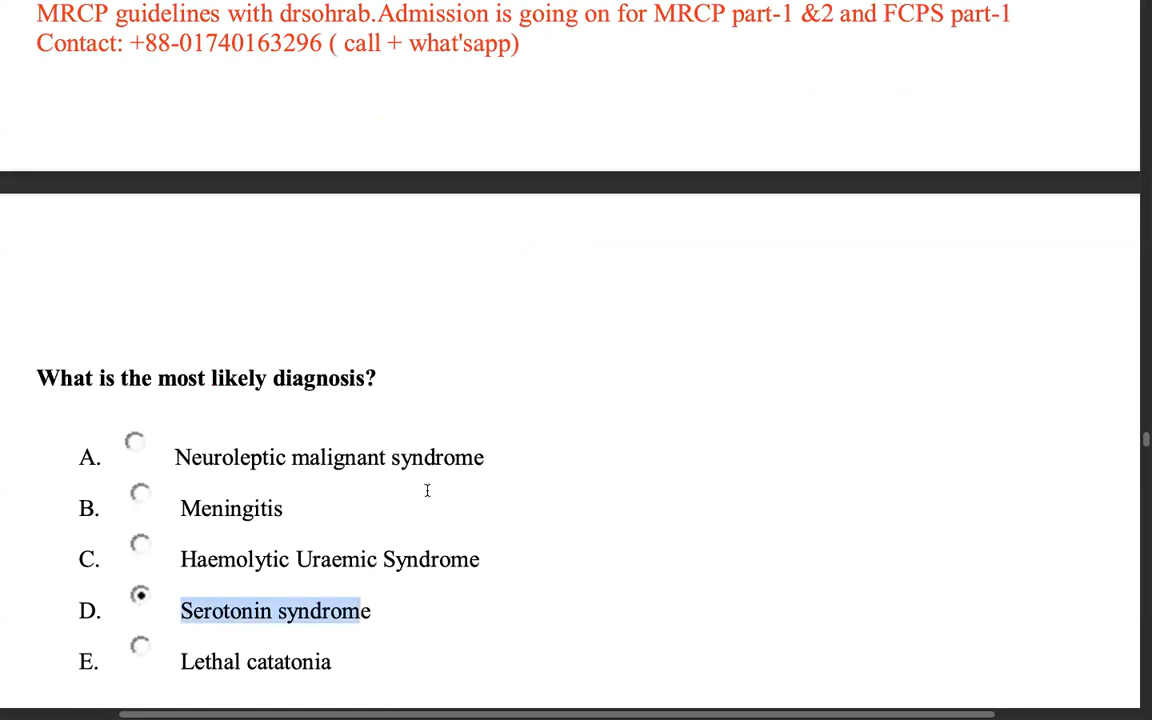 MRCP guidelines with drsohrab.Admission is going on for MRCP part-1 &2 and FCPS part-1
Contact: +88-01740163296 ( call + what'sapp)
What is the most likely diagnosis?
A. Neuroleptic malignant syndrome
B. Meningitis
C. Haemolytic Uraemic Syndrome
D. Serotonin syndrome
E. Lethal catatonia